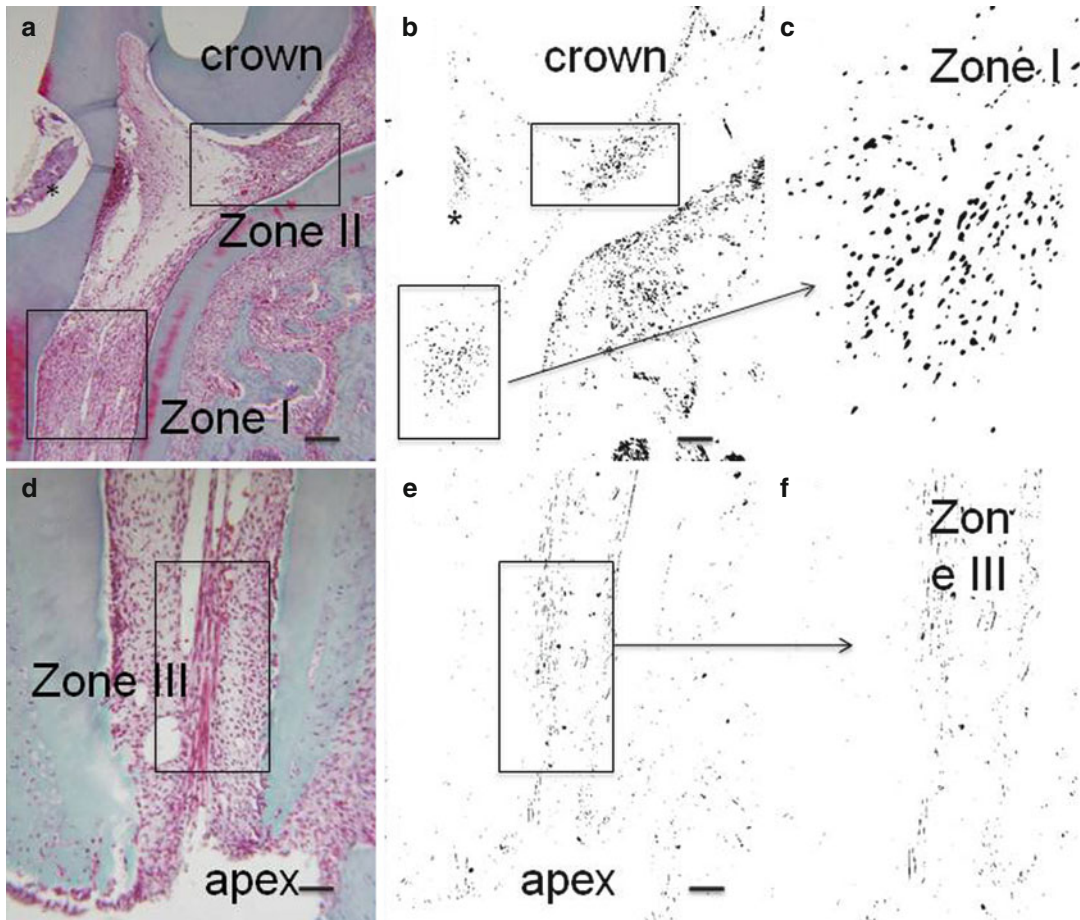 a
crown
*
Zone II
Zone I
b
crown
*
c
Zone I
d
Zone III
apex
e
apex
f
Zon
e III